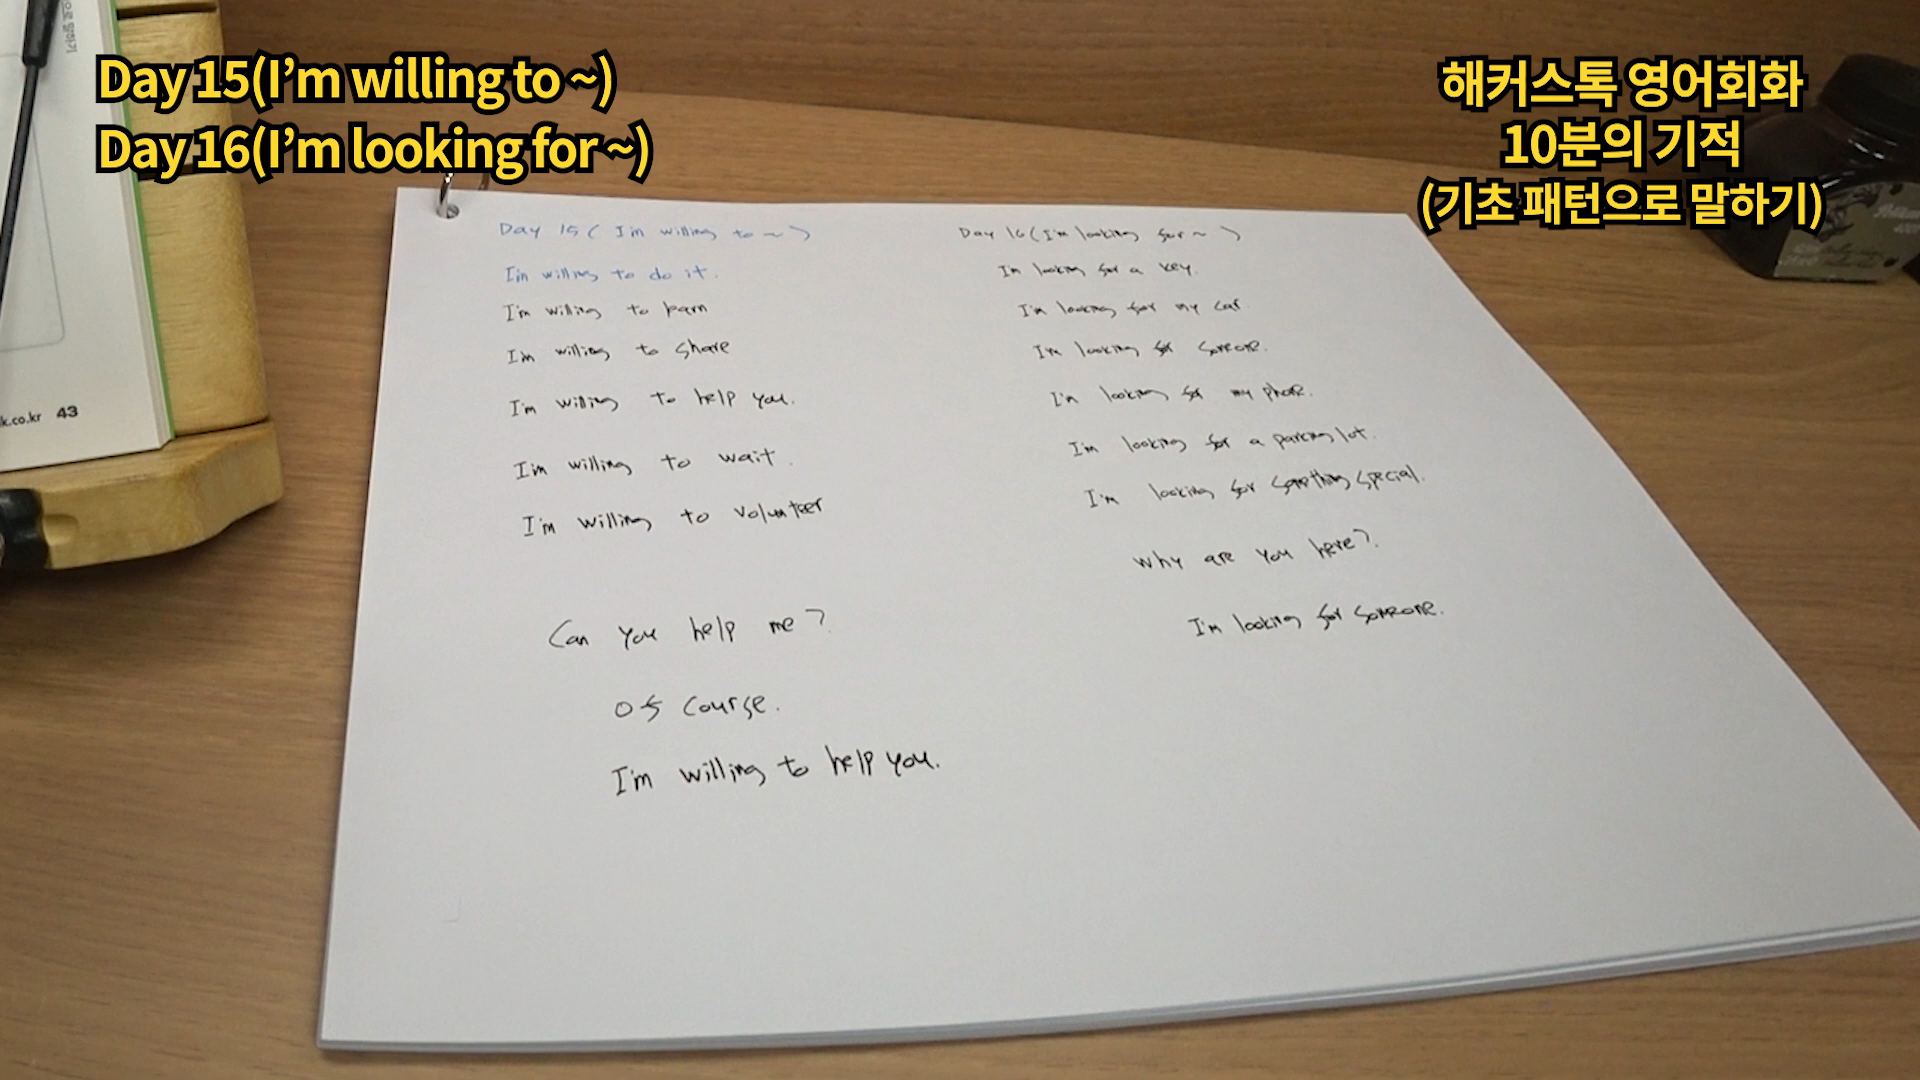 Day 15(I’m willing to ~)
Day 16(I’m looking for ~)
해커스톡 영어회화
10분의 기적
(기초 패턴으로 말하기)
k.co.kr 43
Day 15 ( I'm willing to ~ )
I'm willing to do it.
I'm willing to learn
I'm willing to share
I'm willing to help you.
I'm willing to wait.
I'm willing to volunteer
Can you help me?
Of course.
I'm willing to help you.
Day 16 (I'm looking for ~ )
I'm looking for a key.
I'm looking for my car.
I'm looking for someone.
I'm looking for my phone.
I'm looking for a parking lot.
I'm looking for something special.
Why are you here?
I'm looking for someone.